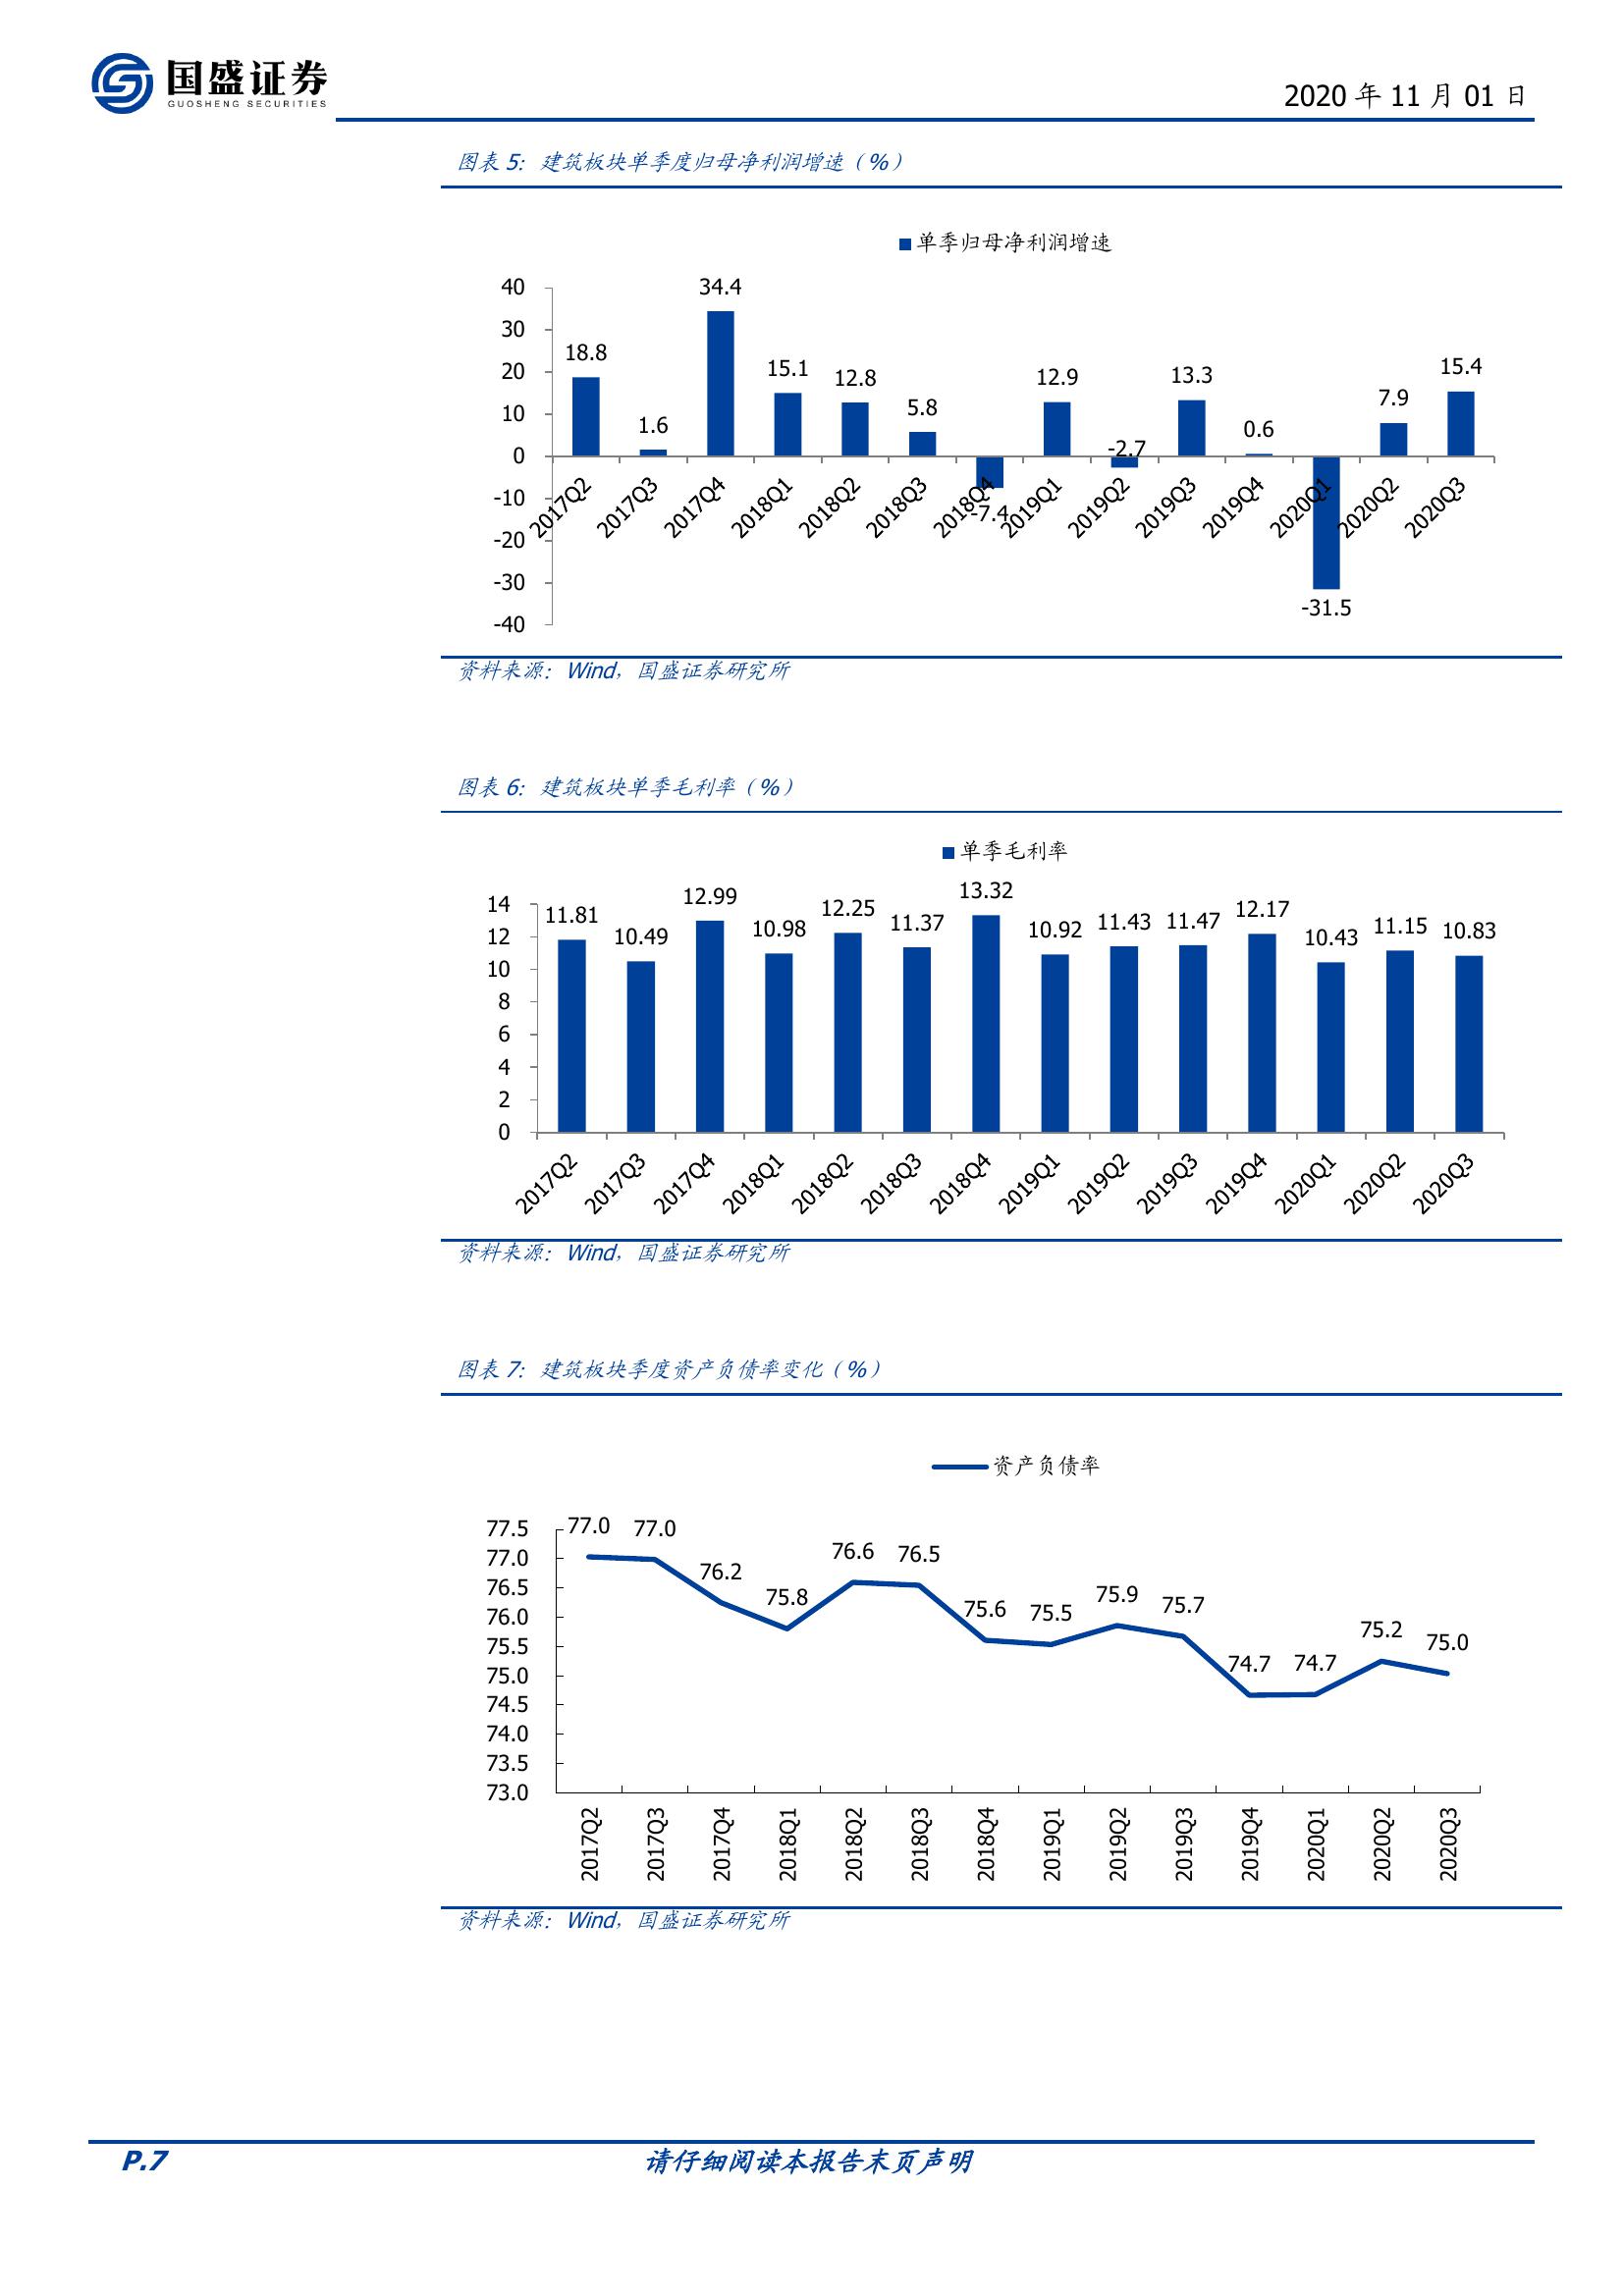 国盛证券
GUOSHENG SECURITIES
2020 年 11 月 01 日
图表 5：建筑板块单季度归母净利润增速（%）
单季归母净利润增速
40
30
20
10
0
-10
-20
-30
-40
18.8
1.6
34.4
15.1
12.8
5.8
-7.4
12.9
-2.7
13.3
0.6
-31.5
7.9
15.4
2017Q2
2017Q3
2017Q4
2018Q1
2018Q2
2018Q3
2018Q4
2019Q1
2019Q2
2019Q3
2019Q4
2020Q1
2020Q2
2020Q3
资料来源：Wind，国盛证券研究所
图表 6：建筑板块单季毛利率（%）
单季毛利率
14
12
10
8
6
4
2
0
11.81
10.49
12.99
10.98
12.25
11.37
13.32
10.92
11.43
11.47
12.17
10.43
11.15
10.83
2017Q2
2017Q3
2017Q4
2018Q1
2018Q2
2018Q3
2018Q4
2019Q1
2019Q2
2019Q3
2019Q4
2020Q1
2020Q2
2020Q3
资料来源：Wind，国盛证券研究所
图表 7：建筑板块季度资产负债率变化（%）
资产负债率
77.5
77.0
76.5
76.0
75.5
75.0
74.5
74.0
73.5
73.0
77.0
77.0
76.2
75.8
76.6
76.5
75.6
75.5
75.9
75.7
74.7
74.7
75.2
75.0
2017Q2
2017Q3
2017Q4
2018Q1
2018Q2
2018Q3
2018Q4
2019Q1
2019Q2
2019Q3
2019Q4
2020Q1
2020Q2
2020Q3
资料来源：Wind，国盛证券研究所
P.7
请仔细阅读本报告末页声明